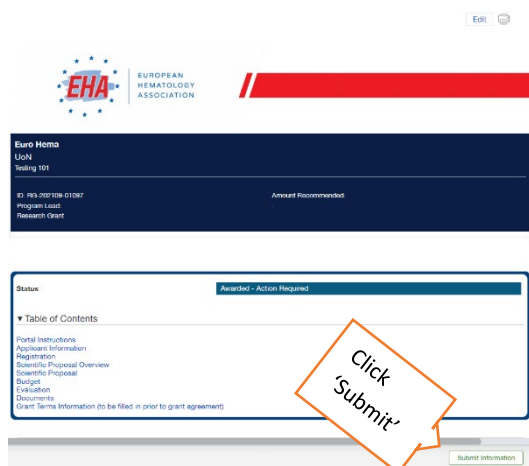 Edit
EHA
EUROPEAN
HEMATOLOGY
ASSOCIATION
Euro Hema
UoN
Testing 101
ID: RG-202109-01097
Amount Recommended:
Program Lead:
Research Grant
Status
Awarded - Action Required
▼ Table of Contents
Portal Instructions
Applicant Information
Registration
Scientific Proposal Overview
Scientific Proposal
Budget
Evaluation
Documents
Grant Terms Information (to be filled in prior to grant agreement)
Click
'Submit'
Submit Information